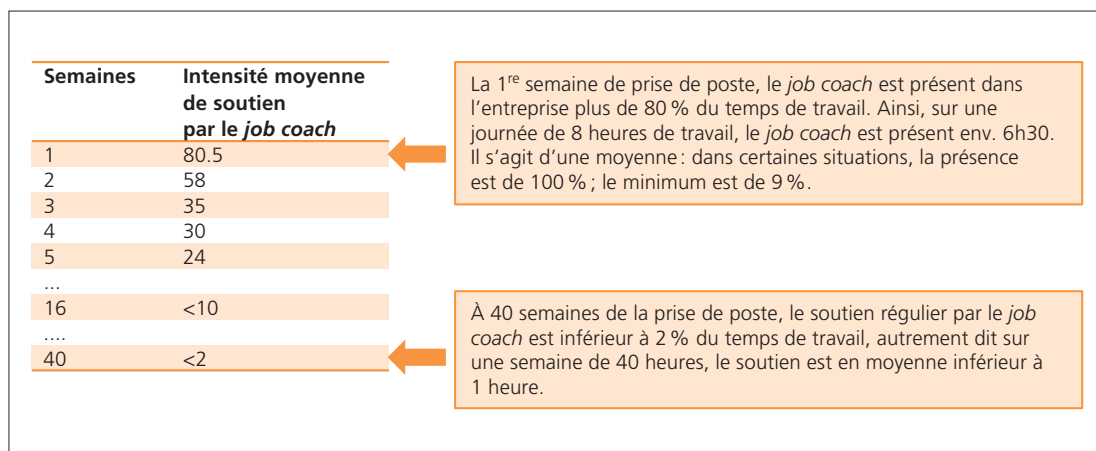 Semaines Intensité moyenne
de soutien
par le job coach
1 80.5
2 58
3 35
4 30
5 24
...
16 <10
....
40 <2
La 1re semaine de prise de poste, le job coach est présent dans
l’entreprise plus de 80 % du temps de travail. Ainsi, sur une
journée de 8 heures de travail, le job coach est présent env. 6h30.
Il s’agit d’une moyenne : dans certaines situations, la présence
est de 100 % ; le minimum est de 9 %.
À 40 semaines de la prise de poste, le soutien régulier par le job
coach est inférieur à 2 % du temps de travail, autrement dit sur
une semaine de 40 heures, le soutien est en moyenne inférieur à
1 heure.